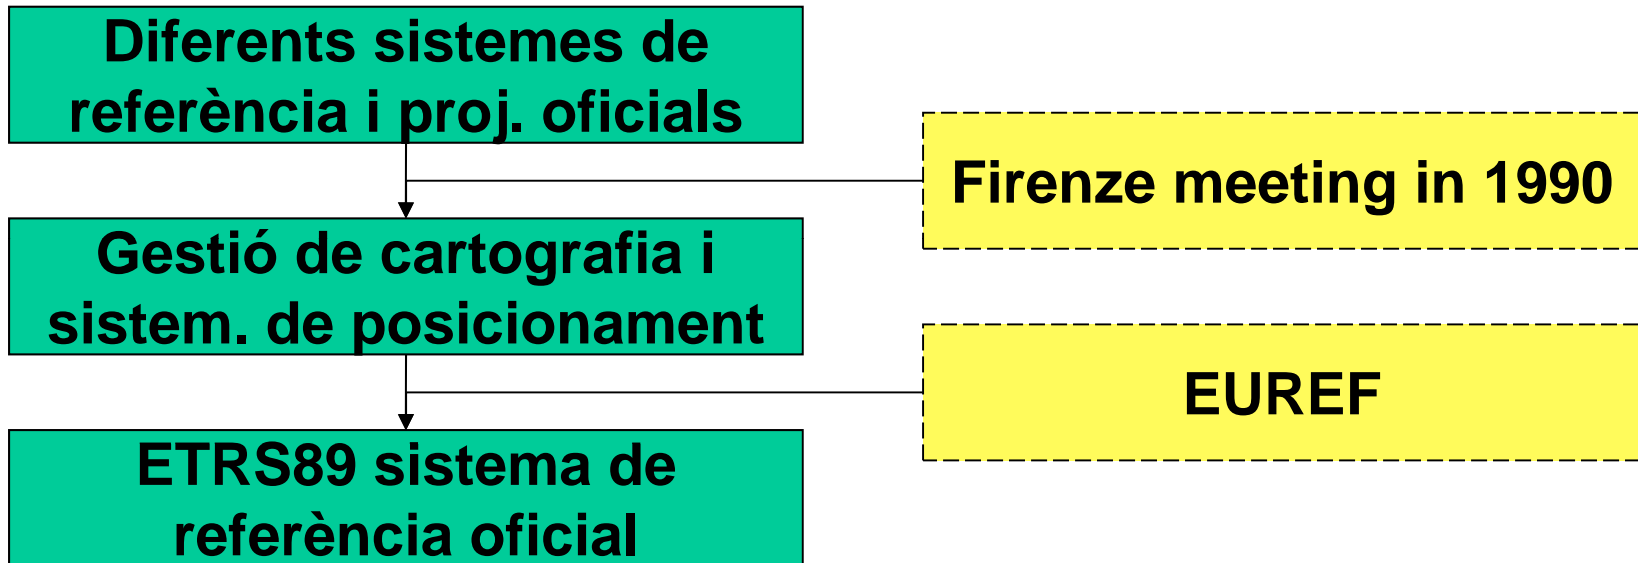 Diferents sistemes de
referència i proj. oficials
Firenze meeting in 1990
Gestió de cartografia i
sistem. de posicionament
EUREF
ETRS89 sistema de
referència oficial